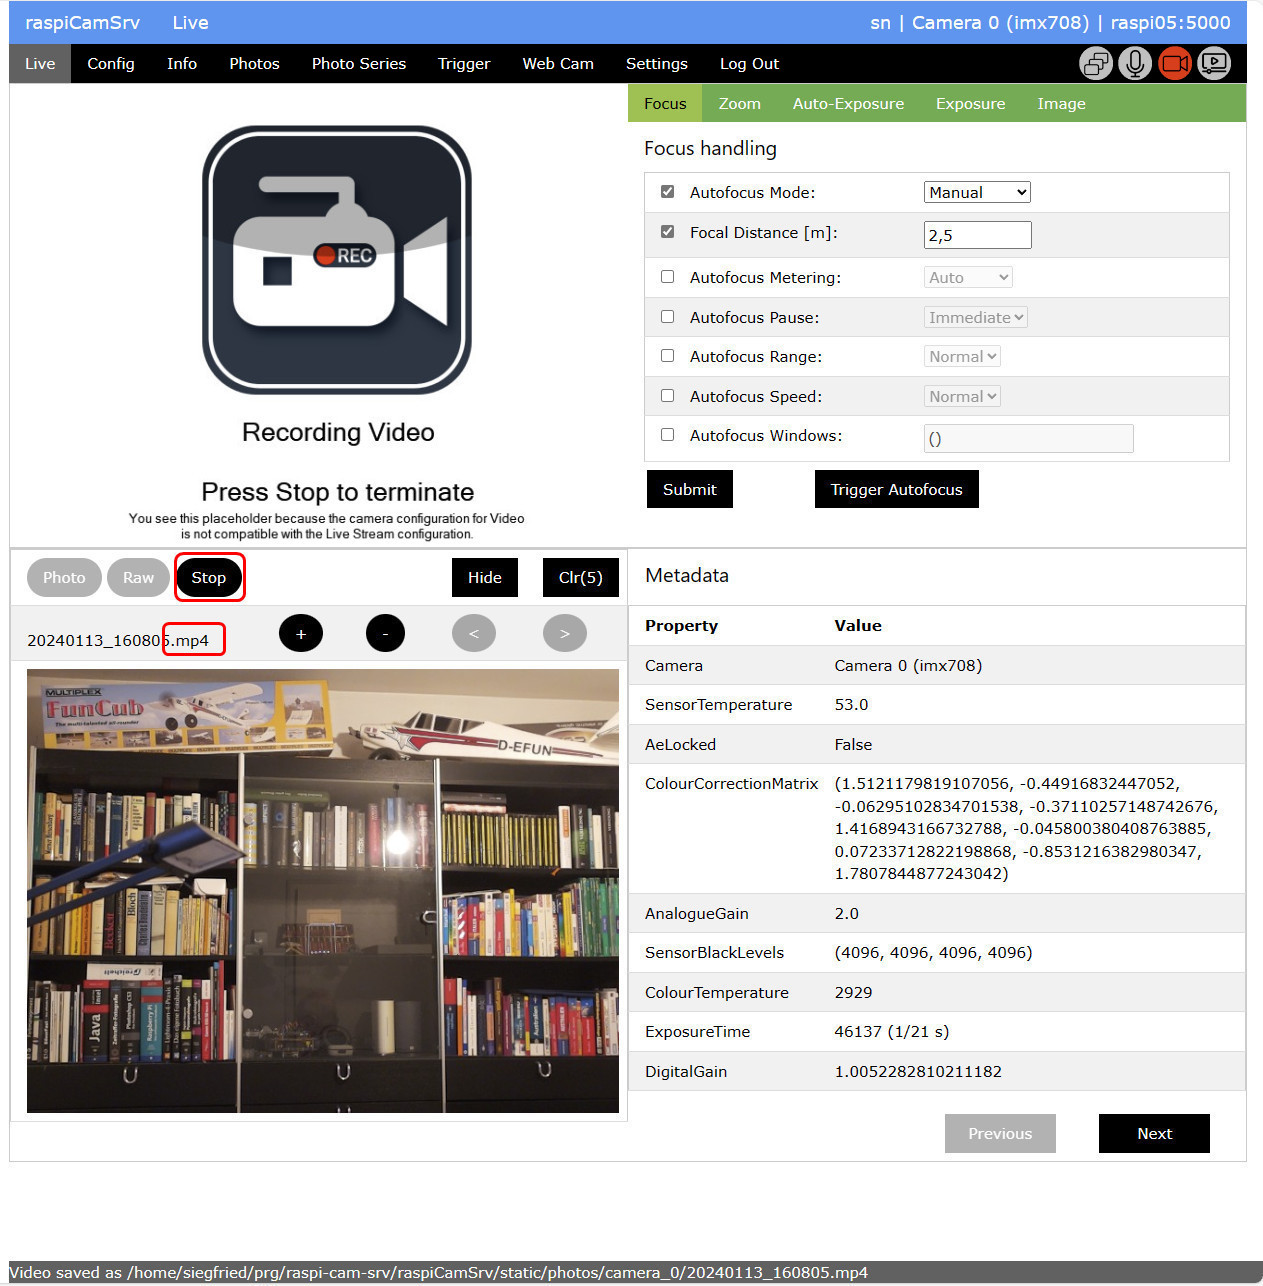 raspiCamSrv Live sn | Camera 0 (imx708) | raspi05:5000
Live Config Info Photos Photo Series Trigger Web Cam Settings Log Out
Focus Zoom Auto-Exposure Exposure Image
REC
Recording Video
Press Stop to terminate
You see this placeholder because the camera configuration for Video
is not compatible with the Live Stream configuration.
Focus handling
Autofocus Mode: Manual
Focal Distance [m]: 2,5
Autofocus Metering: Auto
Autofocus Pause: Immediate
Autofocus Range: Normal
Autofocus Speed: Normal
Autofocus Windows: ()
Submit Trigger Autofocus
Photo Raw Stop Hide Clr(5)
20240113_160805.mp4 + - < >
MULTIPLEX
FunCub
D-EFUN
Java
Metadata
Property Value
Camera Camera 0 (imx708)
SensorTemperature 53.0
AeLocked False
ColourCorrectionMatrix (1.5121179819107056, -0.44916832447052,
-0.06295102834701538, -0.37110257148742676,
1.4168943166732788, -0.045800380408763885,
0.07233712822198868, -0.8531216382980347,
1.7807844877243042)
AnalogueGain 2.0
SensorBlackLevels (4096, 4096, 4096, 4096)
ColourTemperature 2929
ExposureTime 46137 (1/21 s)
DigitalGain 1.0052282810211182
Previous Next
Video saved as /home/siegfried/prg/raspi-cam-srv/raspiCamSrv/static/photos/camera_0/20240113_160805.mp4